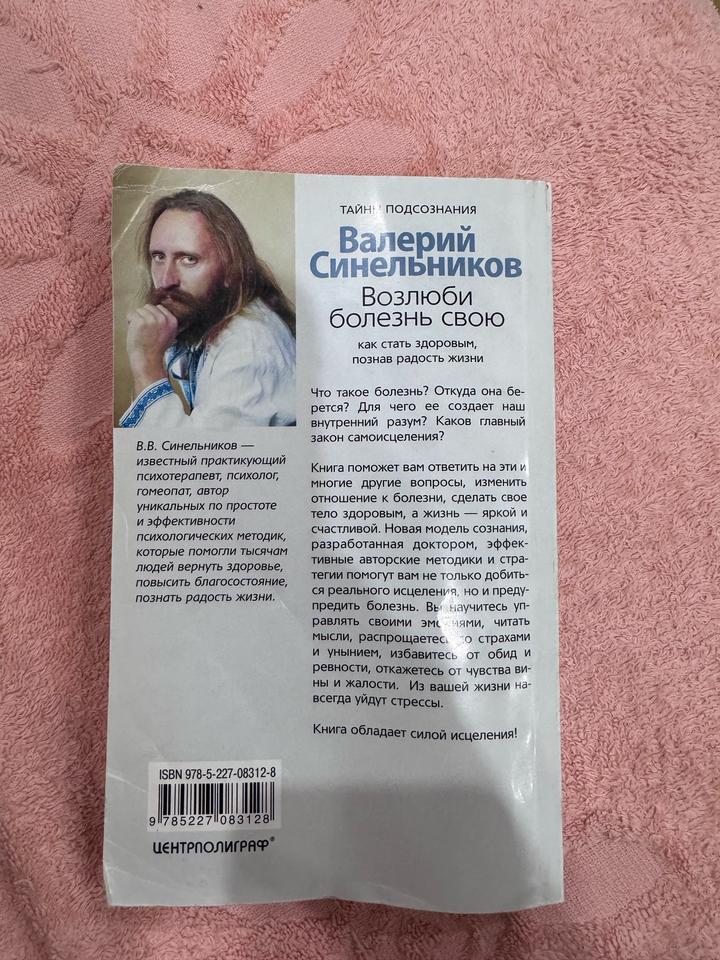 ТАЙНЫ ПОДСОЗНАНИЯ
Валерий
Синельников
Возлюби
болезнь свою
как стать здоровым,
познав радость жизни
Что такое болезнь? Откуда она бе-
рется? Для чего ее создает наш
внутренний разум? Каков главный
закон самоисцеления?
Книга поможет вам ответить на эти и
многие другие вопросы, изменить
отношение к болезни, сделать свое
тело здоровым, а жизнь — яркой и
счастливой. Новая модель сознания,
разработанная доктором, эффек-
тивные авторские методики и стра-
тегии помогут вам не только добить-
ся реального исцеления, но и преду-
предить болезнь. Вы научитесь уп-
равлять своими эмоциями, читать
мысли, распрощаетесь со страхами
и унынием, избавитесь от обид и
ревности, откажетесь от чувства ви-
ны и жалости. Из вашей жизни на-
всегда уйдут стрессы.
Книга обладает силой исцеления!
В.В. Синельников —
известный практикующий
психотерапевт, психолог,
гомеопат, автор
уникальных по простоте
и эффективности
психологических методик,
которые помогли тысячам
людей вернуть здоровье,
повысить благосостояние,
познать радость жизни.
ISBN 978-5-227-08312-8
9 785227 083128
ЦЕНТРПОЛИГРАФ®